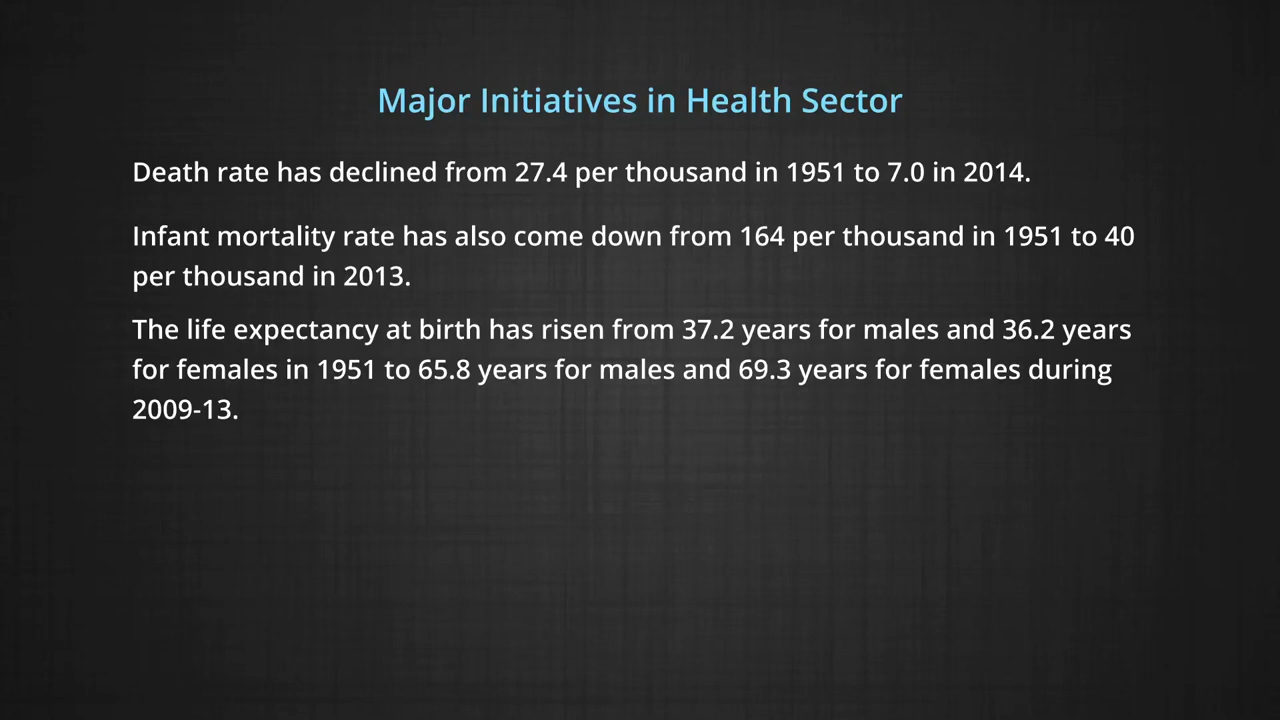 Major Initiatives in Health Sector
Death rate has declined from 27.4 per thousand in 1951 to 7.0 in 2014.
Infant mortality rate has also come down from 164 per thousand in 1951 to 40
per thousand in 2013.
The life expectancy at birth has risen from 37.2 years for males and 36.2 years
for females in 1951 to 65.8 years for males and 69.3 years for females during
2009-13.